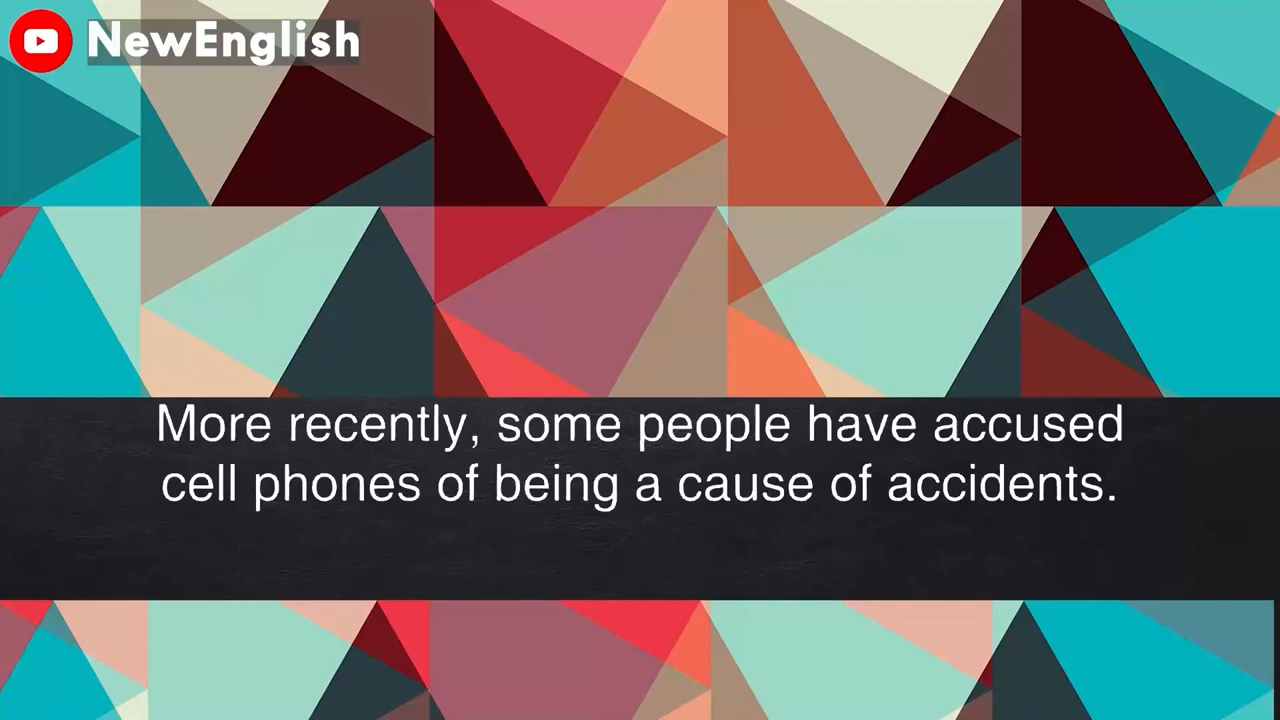 NewEnglish
More recently, some people have accused
cell phones of being a cause of accidents.